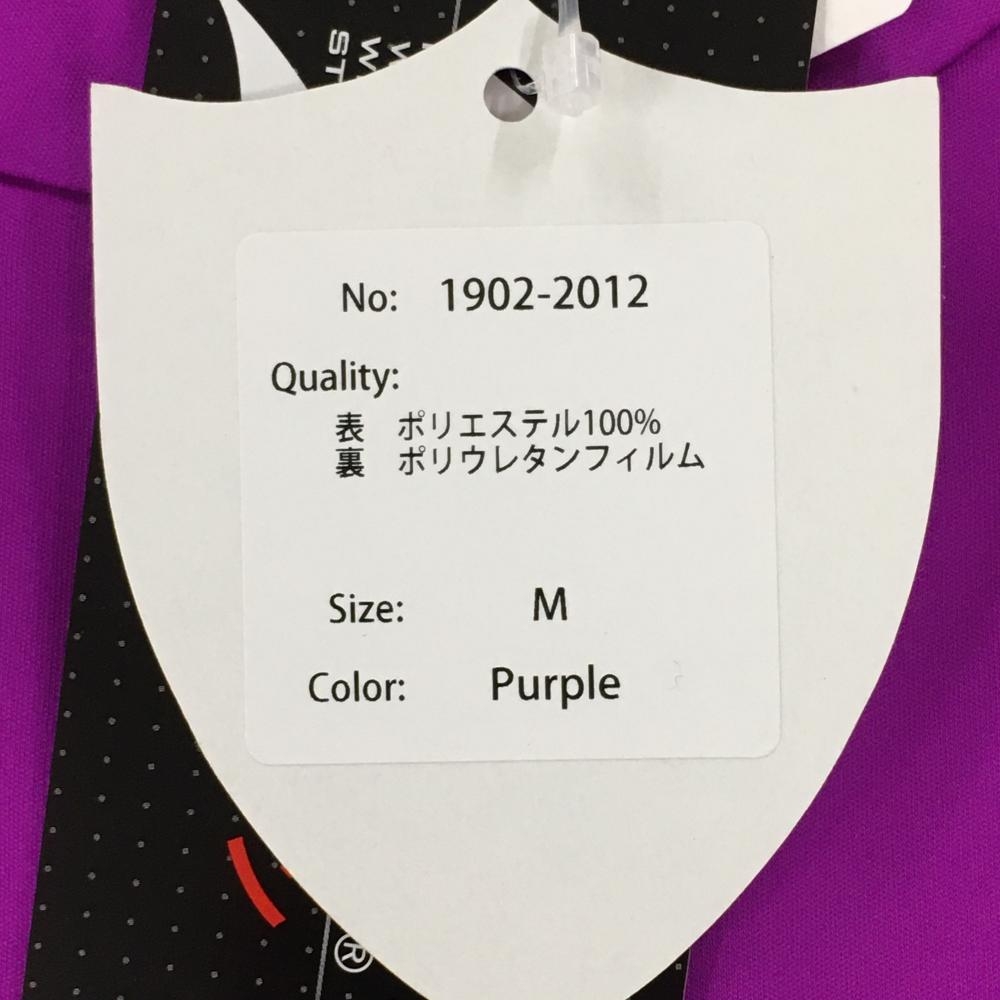 No: 1902-2012
Quality:
表 ポリエステル100%
裏 ポリウレタンフィルム
Size: M
Color: Purple
ST
®